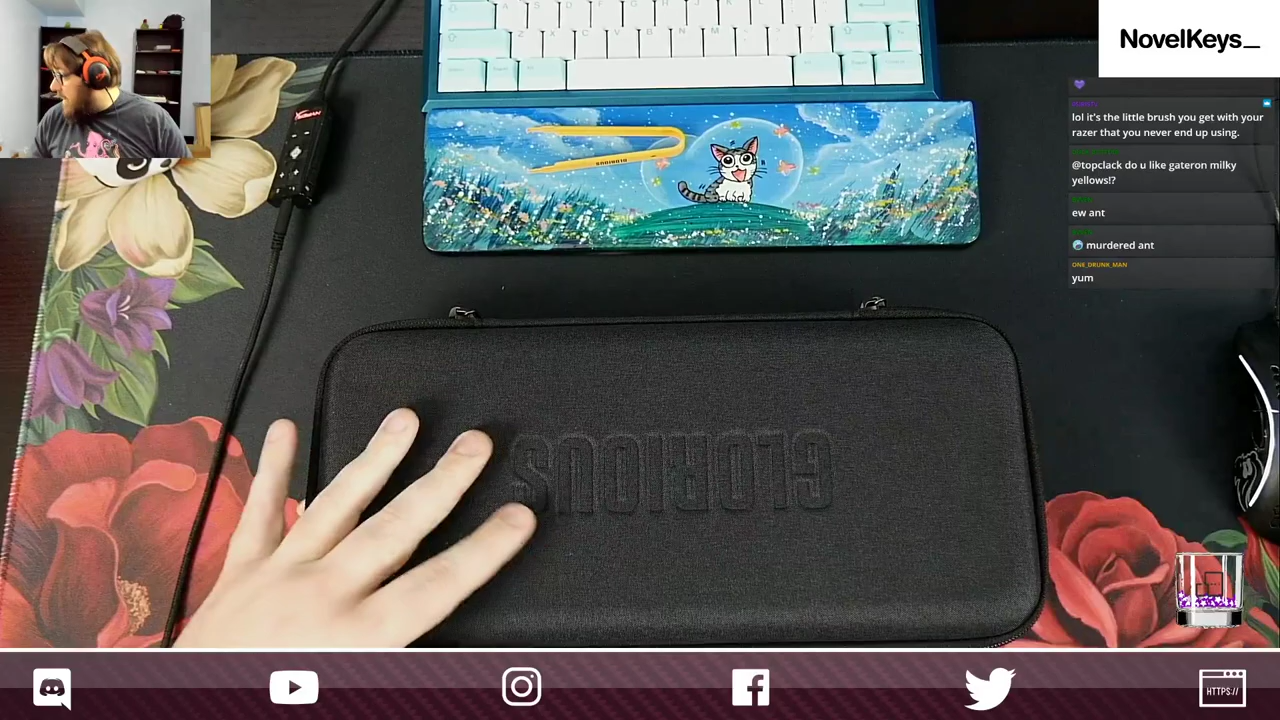 A S D F G H J K L
Z X C V B N M
NovelKeys_
lol it's the little brush you get with your
razer that you never end up using.
@topclack do u like gateron milky
yellows!?
ew ant
murdered ant
ONE_DRUNK_MAN
yum
GLORIOUS
GLORIOUS
HTTPS://